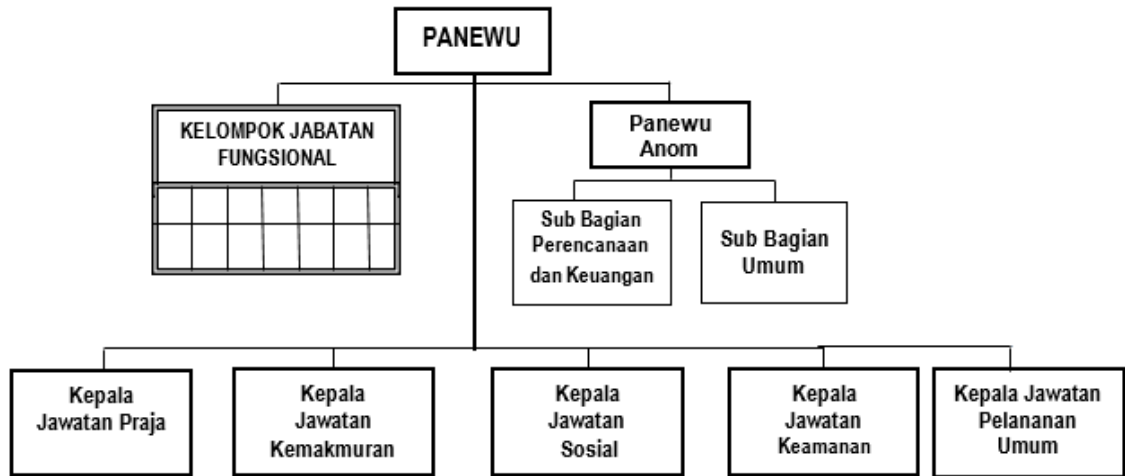 PANEWU
KELOMPOK JABATAN
FUNGSIONAL
Panewu
Anom
Sub Bagian
Perencanaan
dan Keuangan
Sub Bagian
Umum
Kepala
Jawatan Praja
Kepala
Jawatan
Kemakmuran
Kepala
Jawatan
Sosial
Kepala
Jawatan
Keamanan
Kepala Jawatan
Pelananan
Umum